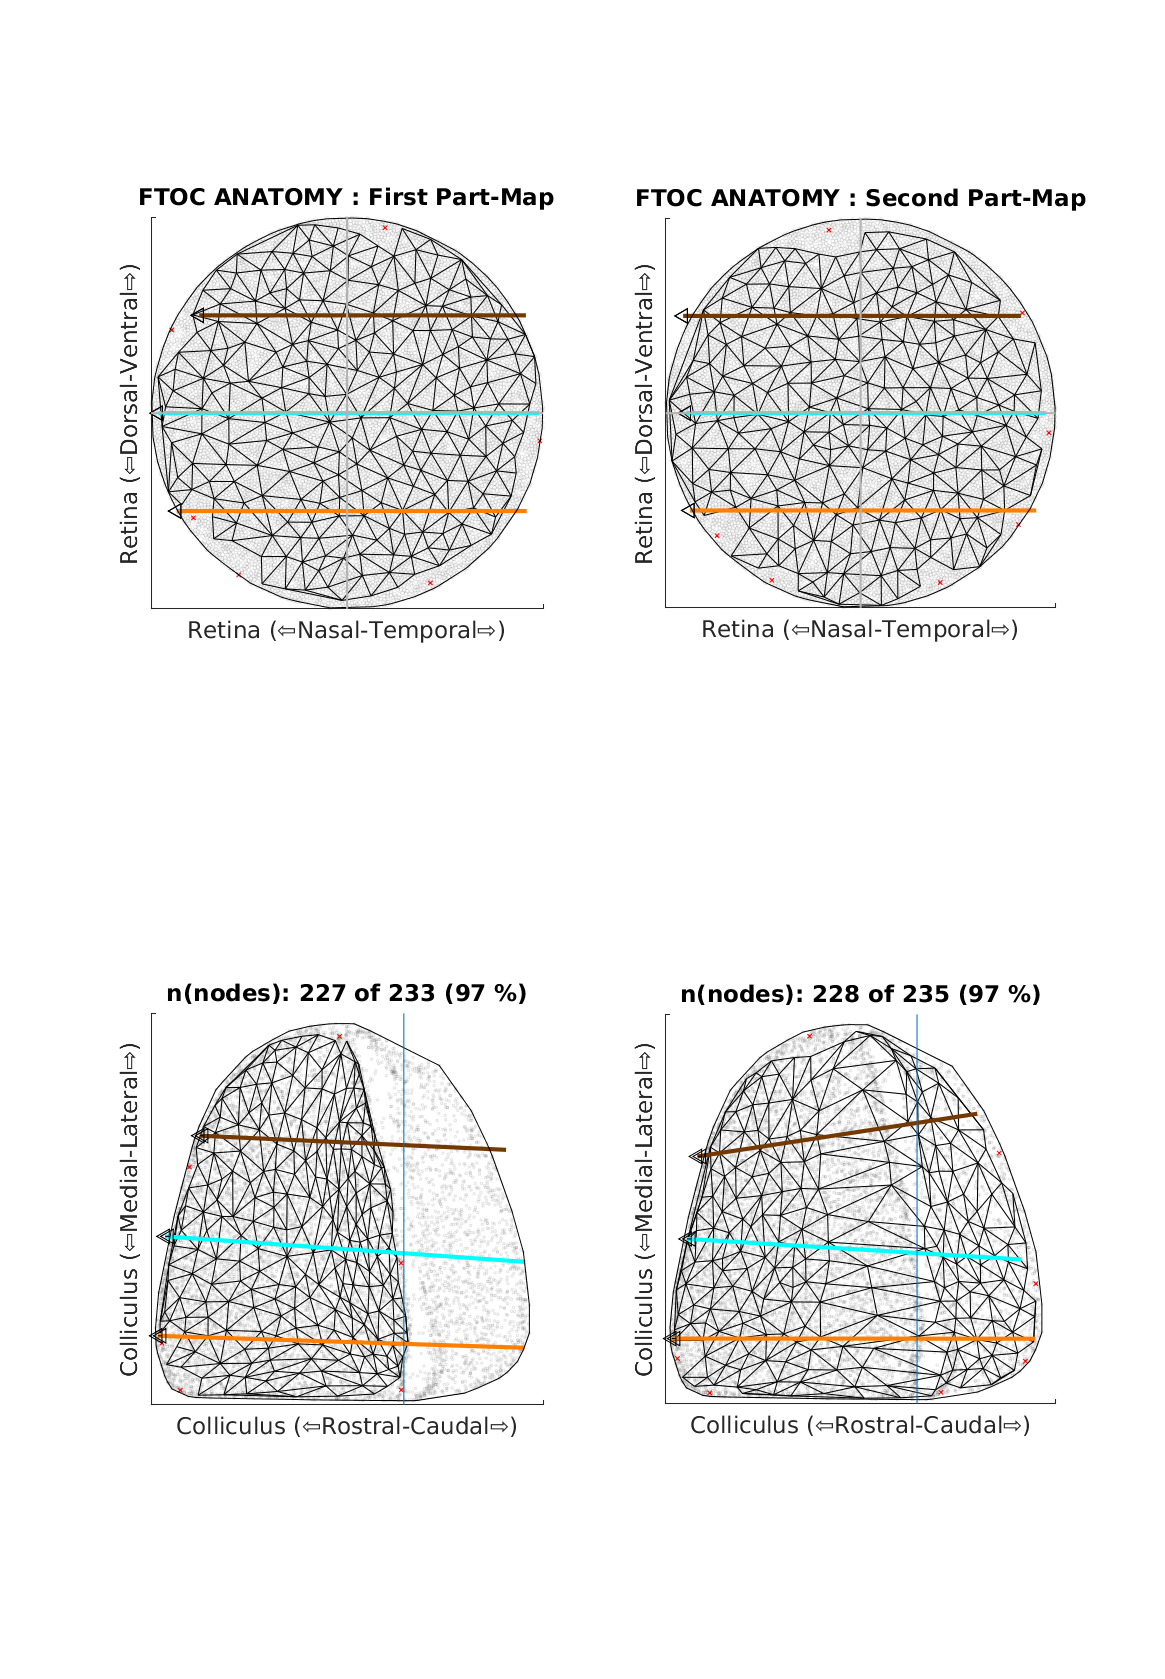 FTOC ANATOMY : First Part-Map
FTOC ANATOMY : Second Part-Map
Retina (⇦Dorsal-Ventral⇨)
Retina (⇦Nasal-Temporal⇨)
Retina (⇦Dorsal-Ventral⇨)
Retina (⇦Nasal-Temporal⇨)
n(nodes): 227 of 233 (97 %)
n(nodes): 228 of 235 (97 %)
Colliculus (⇦Medial-Lateral⇨)
Colliculus (⇦Rostral-Caudal⇨)
Colliculus (⇦Medial-Lateral⇨)
Colliculus (⇦Rostral-Caudal⇨)